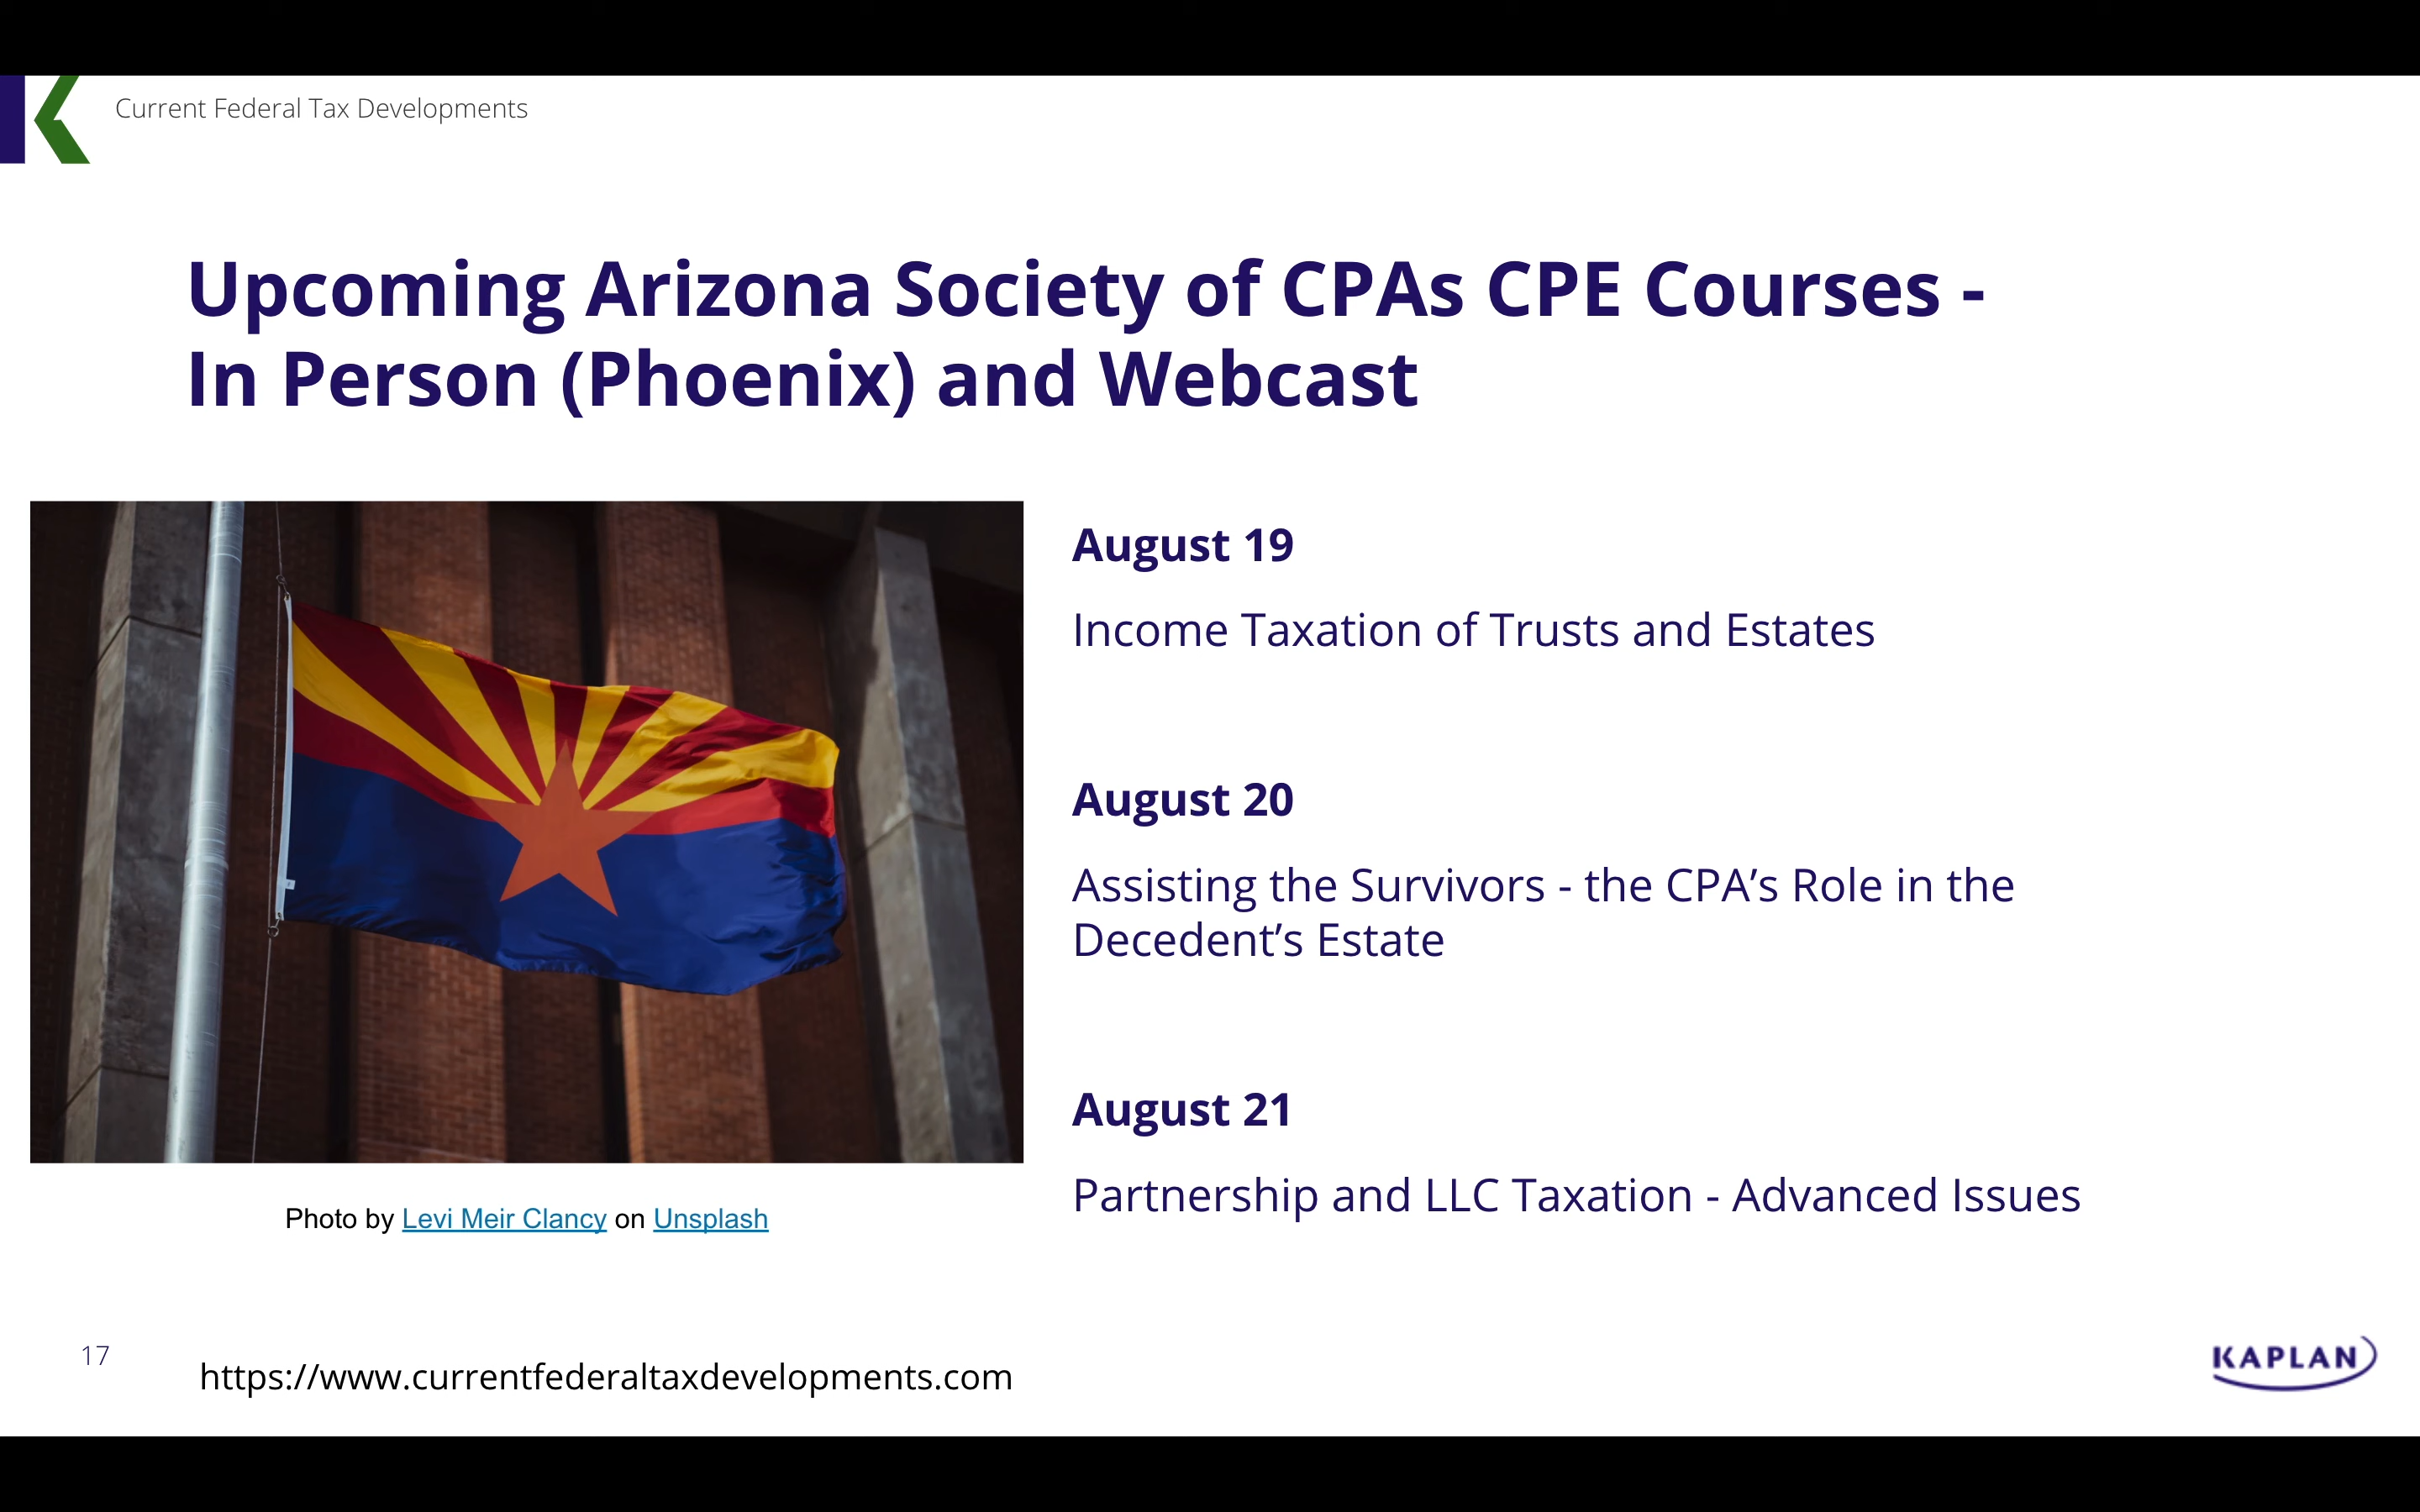 Current Federal Tax Developments
Upcoming Arizona Society of CPAs CPE Courses -
In Person (Phoenix) and Webcast
August 19
Income Taxation of Trusts and Estates
August 20
Assisting the Survivors - the CPA’s Role in the
Decedent’s Estate
August 21
Partnership and LLC Taxation - Advanced Issues
Photo by Levi Meir Clancy on Unsplash
17
https://www.currentfederaltaxdevelopments.com
KAPLAN